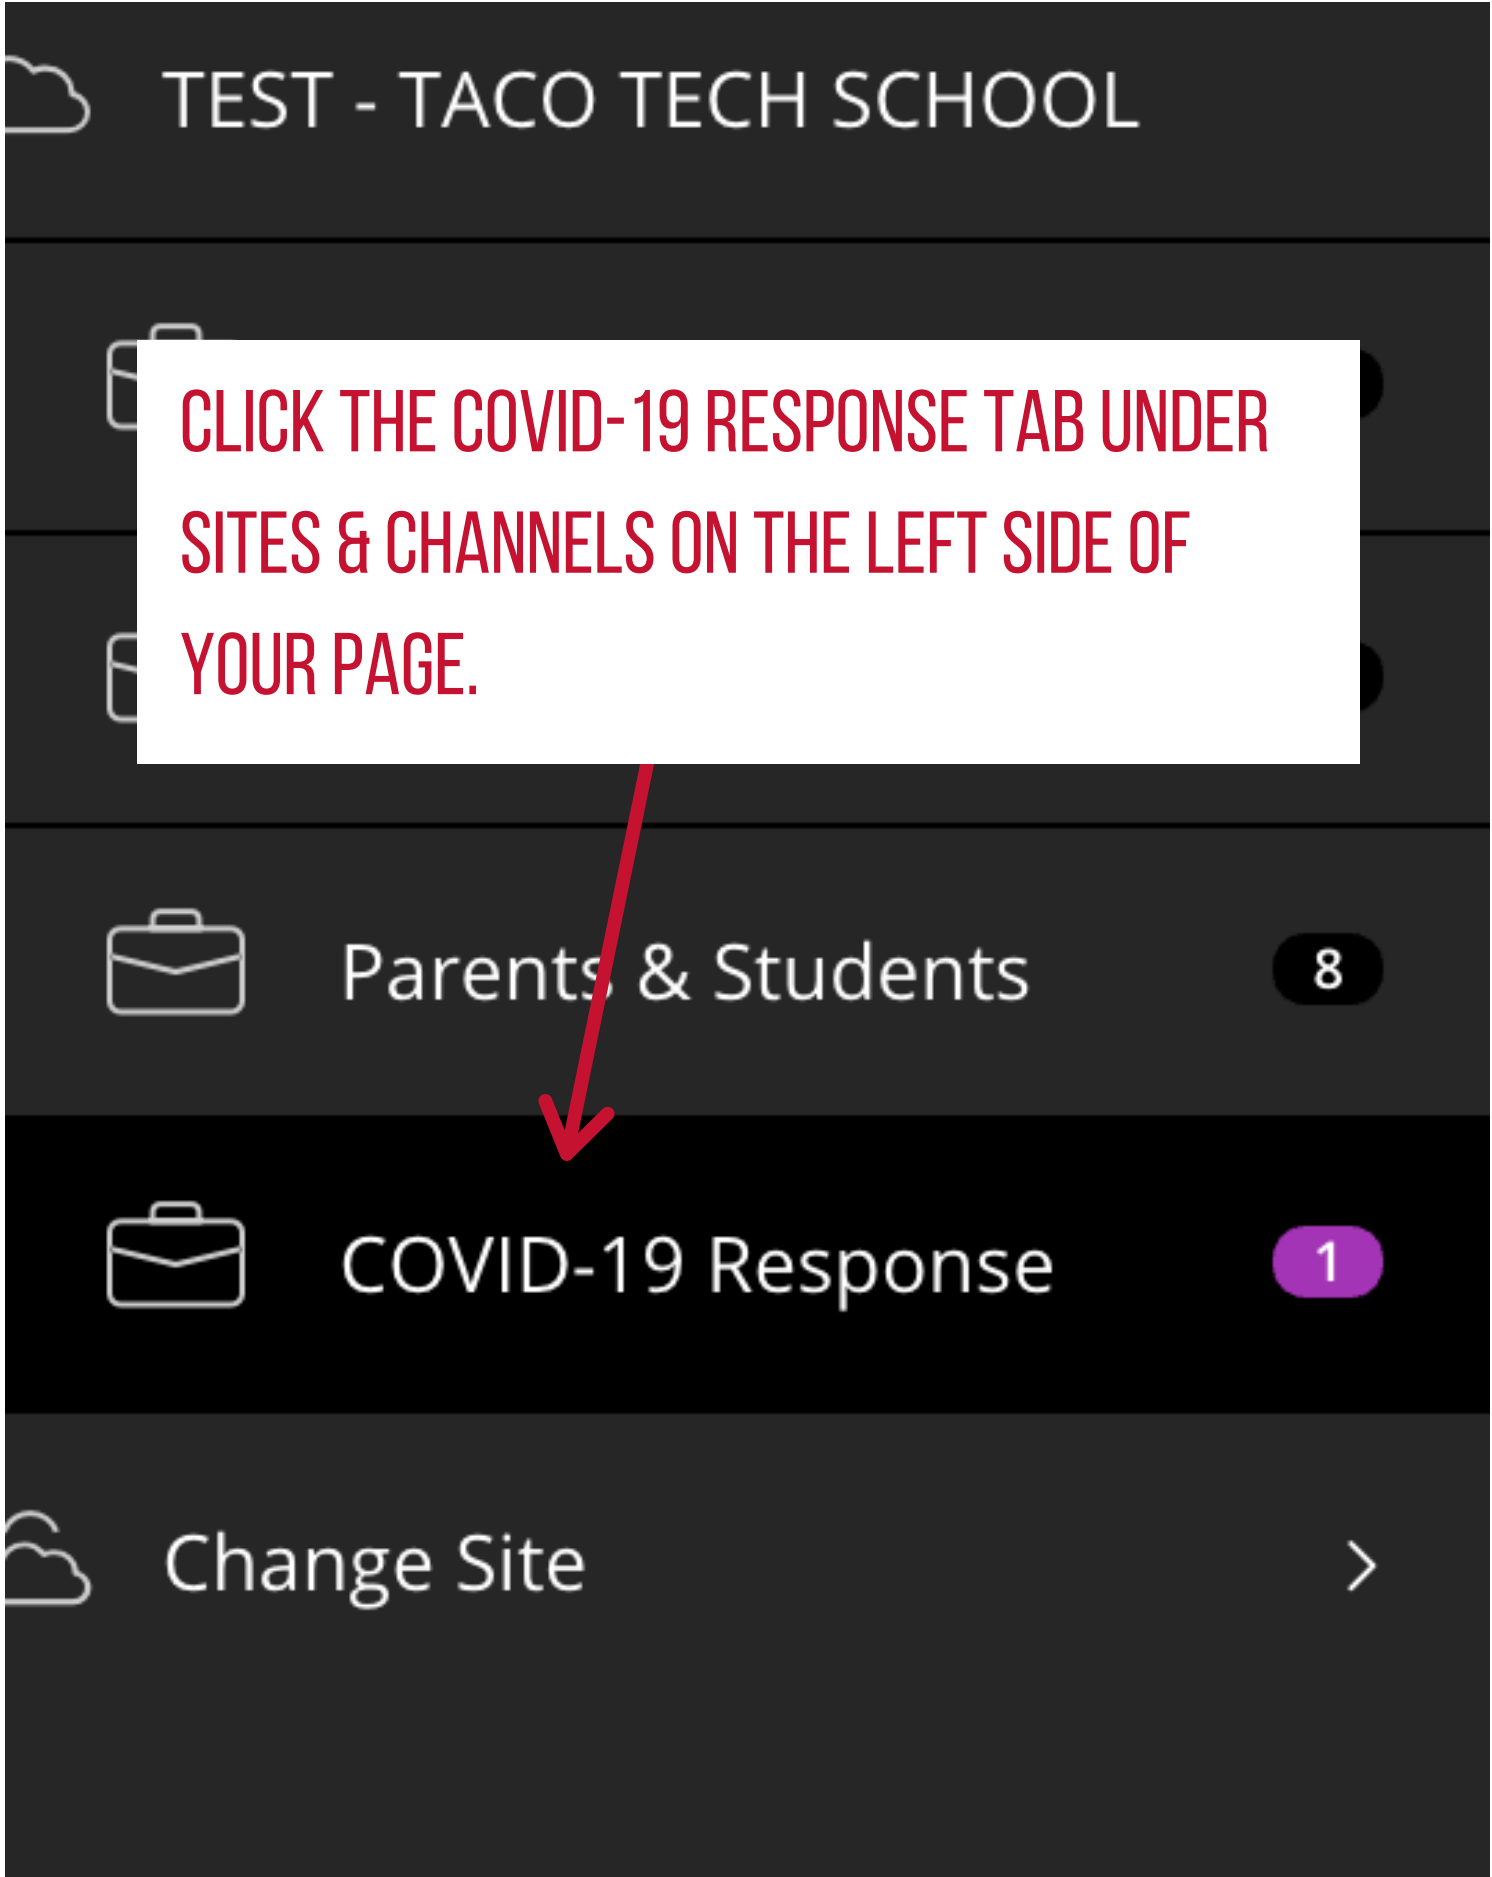 TEST - TACO TECH SCHOOL
CLICK THE COVID-19 RESPONSE TAB UNDER
SITES & CHANNELS ON THE LEFT SIDE OF
YOUR PAGE.
Parents & Students 8
COVID-19 Response 1
Change Site